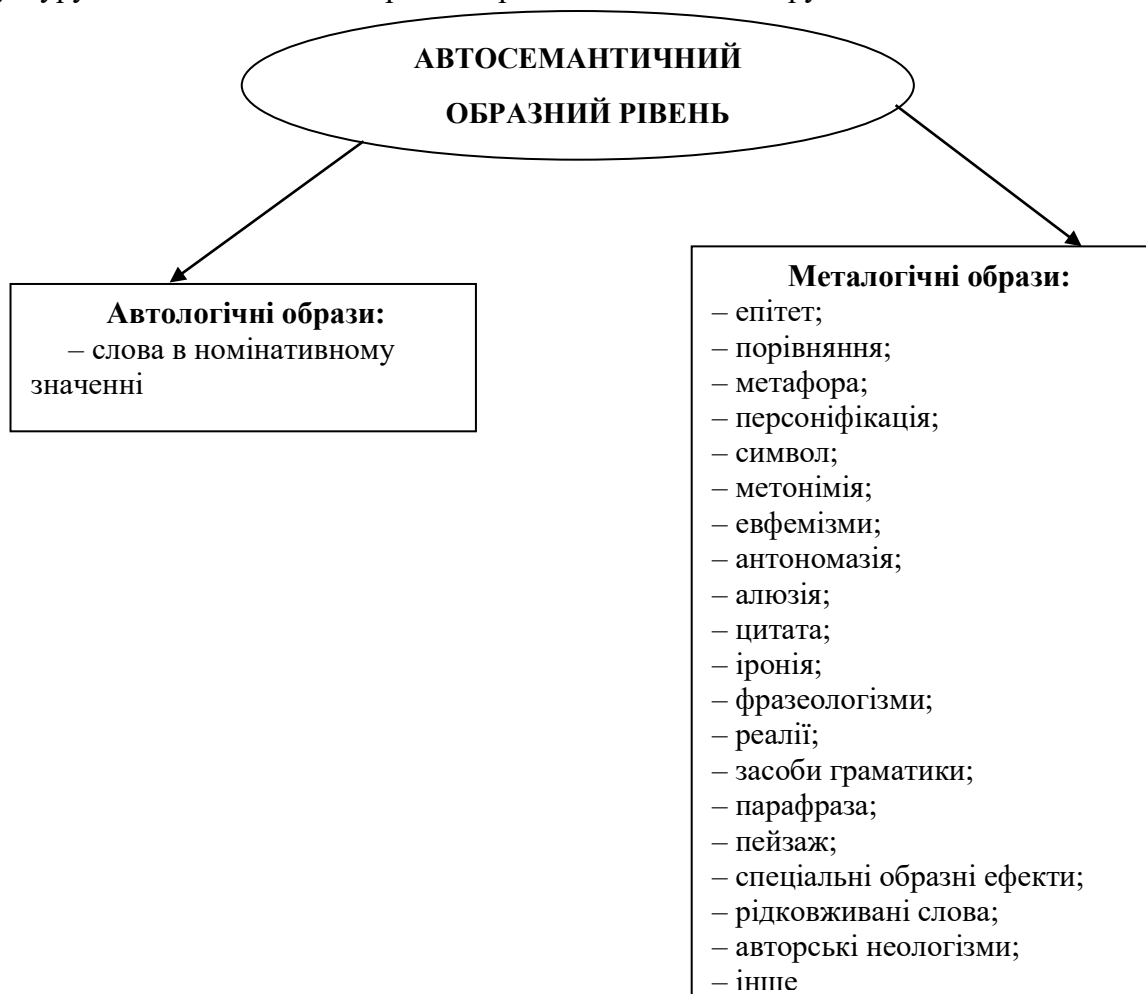 АВТОСЕМАНТИЧНИЙ
ОБРАЗНИЙ РІВЕНЬ
Автологічні образи:
– слова в номінативному
значенні
Металогічні образи:
– епітет;
– порівняння;
– метафора;
– персоніфікація;
– символ;
– метонімія;
– евфемізми;
– антономазія;
– алюзія;
– цитата;
– іронія;
– фразеологізми;
– реалії;
– засоби граматики;
– парафраза;
– пейзаж;
– спеціальні образні ефекти;
– рідковживані слова;
– авторські неологізми;
– інше